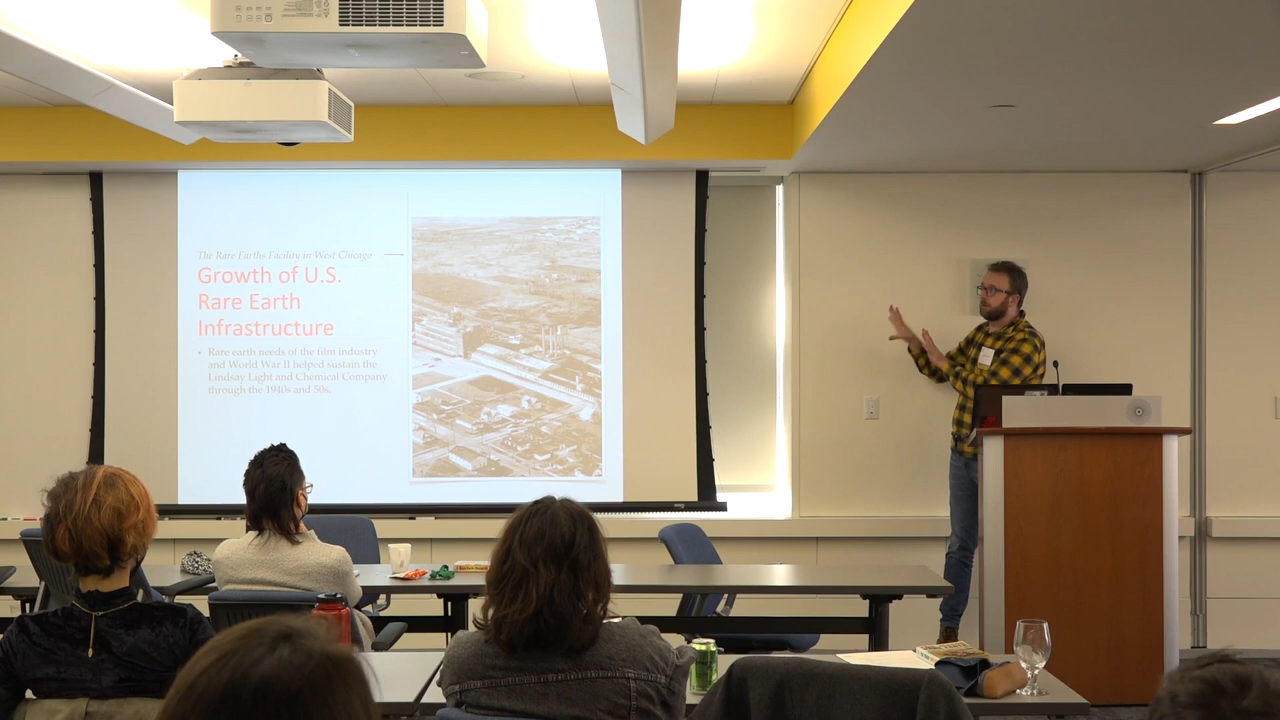 The Rare Earths Facility in West Chicago
Growth of U.S.
Rare Earth
Infrastructure
• Rare earth needs of the film industry
and World War II helped sustain the
Lindsay Light and Chemical Company
through the 1940s and 50s.